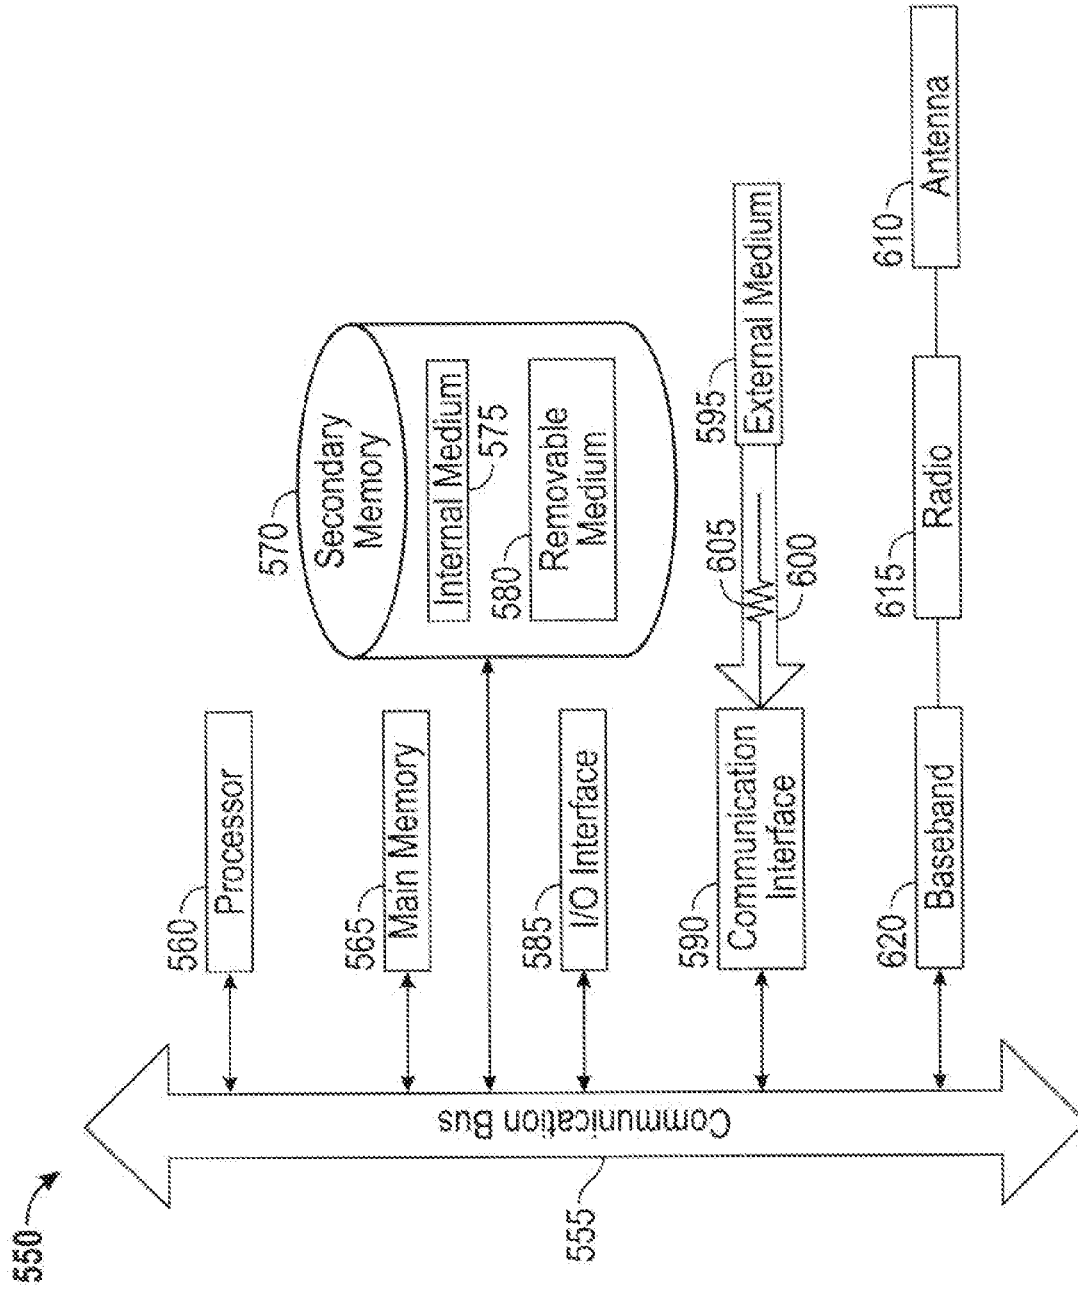 550
555
Communication Bus
560
Processor
565
Main Memory
570
Secondary
Memory
Internal Medium
575
580
Removable
Medium
585
I/O Interface
590
Communication
Interface
605
600
595
External Medium
620
Baseband
615
Radio
610
Antenna